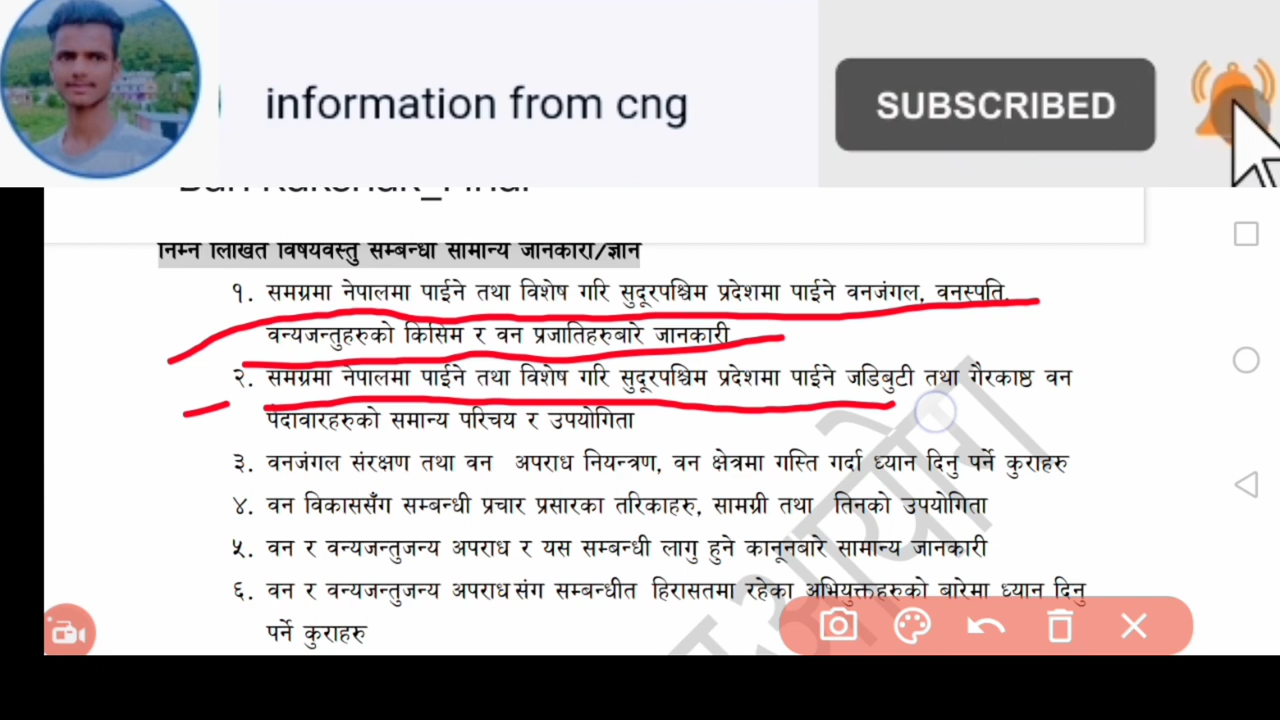 information from cng
SUBSCRIBED
निम्न लिखित विषयवस्तु सम्बन्धी सामान्य जानकारी/ज्ञान
१. समग्रमा नेपालमा पाईने तथा विशेष गरि सुदूरपश्चिम प्रदेशमा पाईने वनजंगल, वनस्पति,
वन्यजन्तुहरुको किसिम र वन प्रजातिहरुबारे जानकारी
२. समग्रमा नेपालमा पाईने तथा विशेष गरि सुदूरपश्चिम प्रदेशमा पाईने जडिबुटी तथा गैरकाष्ठ वन
पैदावारहरुको समान्य परिचय र उपयोगिता
३. वनजंगल संरक्षण तथा वन अपराध नियन्त्रण, वन क्षेत्रमा गस्ति गर्दा ध्यान दिनु पर्ने कुराहरु
४. वन विकाससँग सम्बन्धी प्रचार प्रसारका तरिकाहरु, सामग्री तथा तिनको उपयोगिता
५. वन र वन्यजन्तुजन्य अपराध र यस सम्बन्धी लागु हुने कानूनबारे सामान्य जानकारी
६. वन र वन्यजन्तुजन्य अपराध संग सम्बन्धीत हिरासतमा रहेका अभियुक्तहरुको बारेमा ध्यान दिनु
पर्ने कुराहरु
आयोग